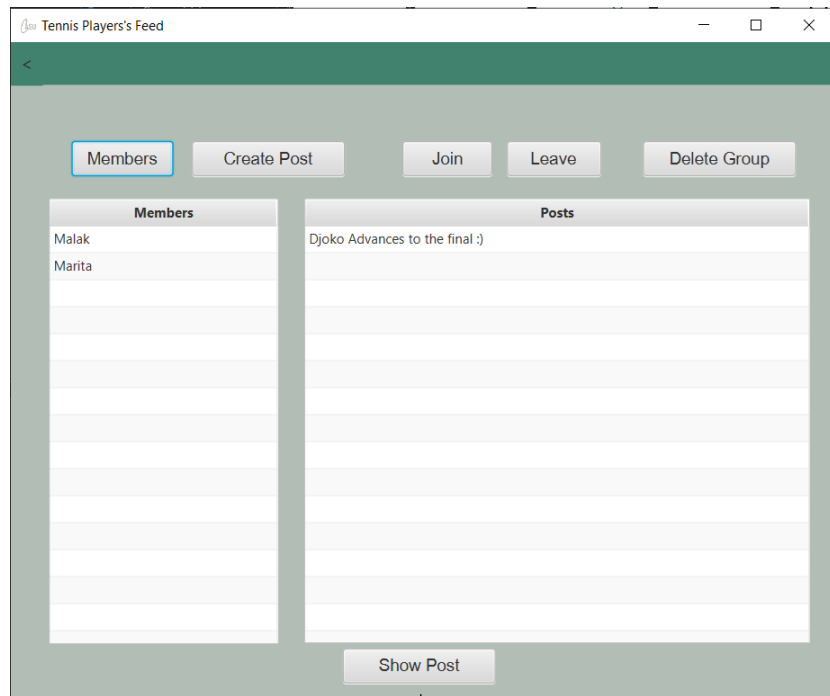 Tennis Players's Feed
<
Members Create Post Join Leave Delete Group
Members Posts
Malak Djoko Advances to the final :)
Marita
Show Post